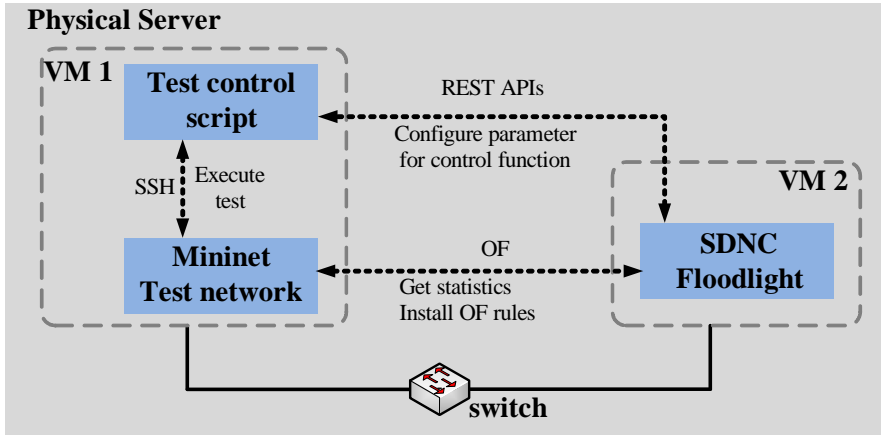 Physical Server
VM 1
Test control
script
REST APIs
Configure parameter
for control function
SSH
Execute
test
VM 2
Mininet
Test network
OF
Get statistics
Install OF rules
SDNC
Floodlight
switch